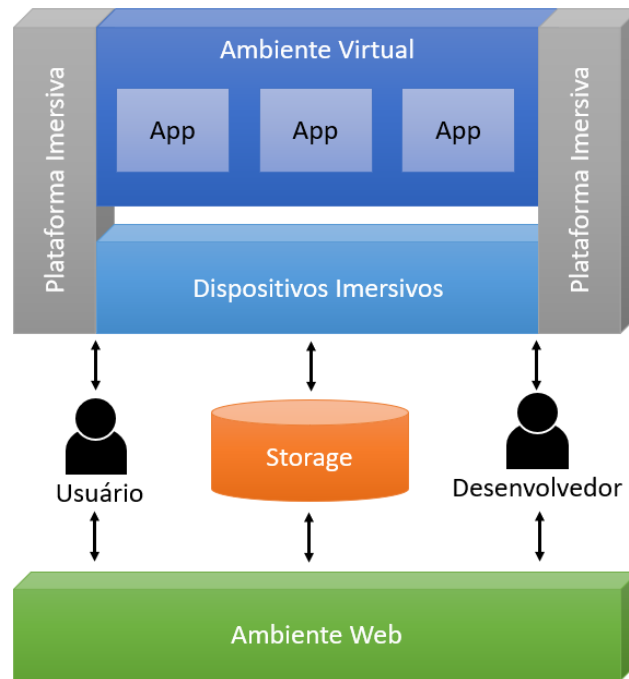 Plataforma Imersiva
Ambiente Virtual
App
App
App
Plataforma Imersiva
Dispositivos Imersivos
Usuário
Storage
Desenvolvedor
Ambiente Web